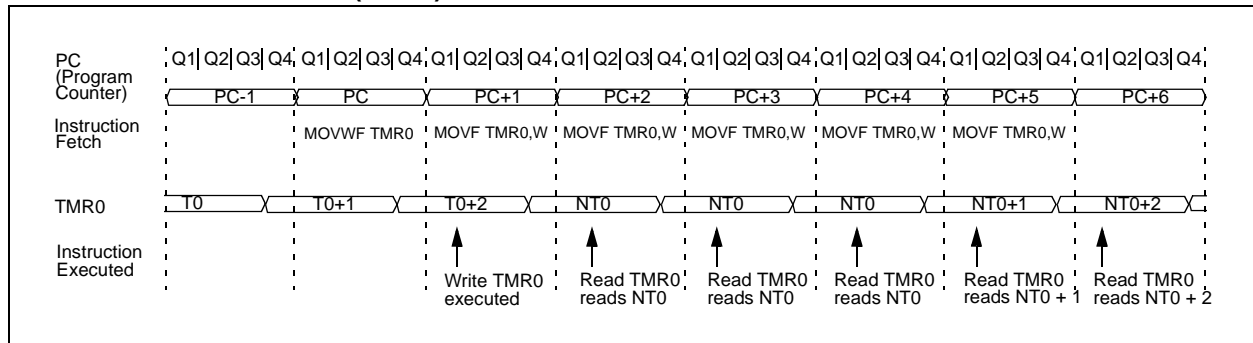 PC
(Program
Counter)
Q1 Q2 Q3 Q4 Q1 Q2 Q3 Q4 Q1 Q2 Q3 Q4 Q1 Q2 Q3 Q4 Q1 Q2 Q3 Q4 Q1 Q2 Q3 Q4 Q1 Q2 Q3 Q4 Q1 Q2 Q3 Q4
PC-1 PC PC+1 PC+2 PC+3 PC+4 PC+5 PC+6
Instruction
Fetch
MOVWF TMR0 MOVF TMR0,W MOVF TMR0,W MOVF TMR0,W MOVF TMR0,W MOVF TMR0,W
TMR0 T0 T0+1 T0+2 NT0 NT0 NT0 NT0+1 NT0+2
Instruction
Executed
Write TMR0
executed
Read TMR0
reads NT0
Read TMR0
reads NT0
Read TMR0
reads NT0
Read TMR0
reads NT0 + 1
Read TMR0
reads NT0 + 2